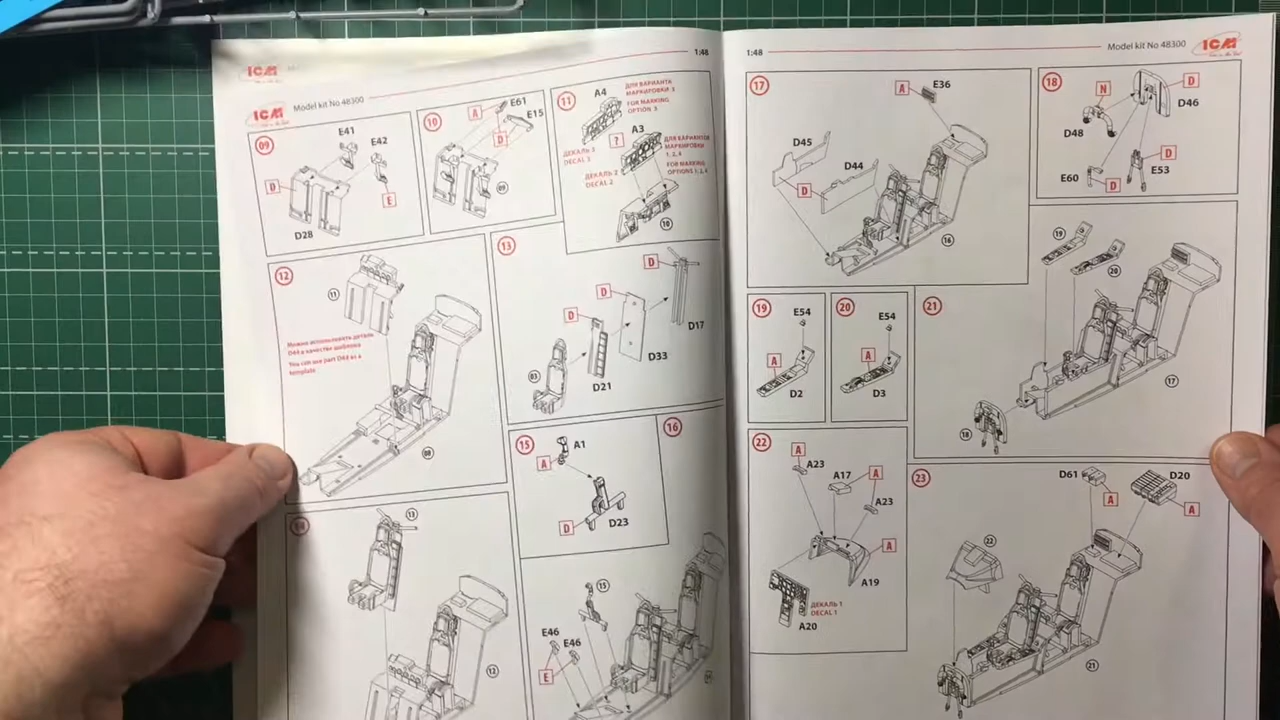 1:48
ICM
ICM
Model kit No 48300
09
E41
E42
D
E
D28
10
A
E61
E15
D
09
11
A4
ДЛЯ ВАРИАНТА
МАРКИРОВКИ 3
FOR MARKING
OPTION 3
?
A3
ДЕКАЛЬ 3
DECAL 3
ДЛЯ ВАРИАНТОВ
МАРКИРОВКИ
1, 2, 4
FOR MARKING
OPTIONS 1, 2, 4
ДЕКАЛЬ 2
DECAL 2
10
12
11
Можно использовать деталь
D44 в качестве шаблона
You can use part D44 as a
template
08
13
D
D
D
D17
D33
D21
03
14
13
12
15
A1
A
D
D23
16
15
E46
E46
E
1:48
Model kit No 48300
ICM
17
A
E36
D45
D44
D
16
18
N
D
D48
D46
E60
D
D
E53
19
E54
A
D2
20
E54
A
D3
21
19
20
17
18
22
A
A23
A17
A
A23
A
A19
ДЕКАЛЬ 1
DECAL 1
A20
23
D61
A
D20
A
22
21